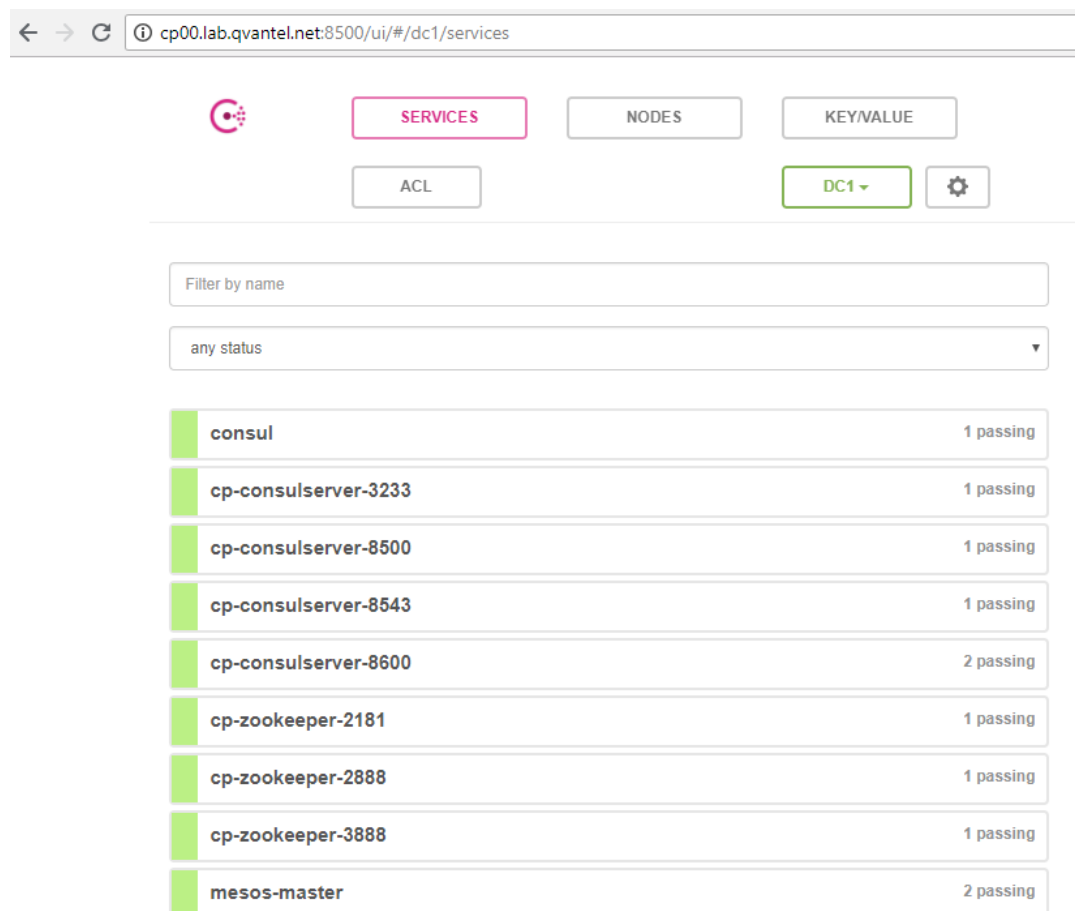 cp00.lab.qvantel.net:8500/ui/#/dc1/services
SERVICES NODES KEY/VALUE
ACL DC1
Filter by name
any status
consul 1 passing
cp-consulserver-3233 1 passing
cp-consulserver-8500 1 passing
cp-consulserver-8543 1 passing
cp-consulserver-8600 2 passing
cp-zookeeper-2181 1 passing
cp-zookeeper-2888 1 passing
cp-zookeeper-3888 1 passing
mesos-master 2 passing